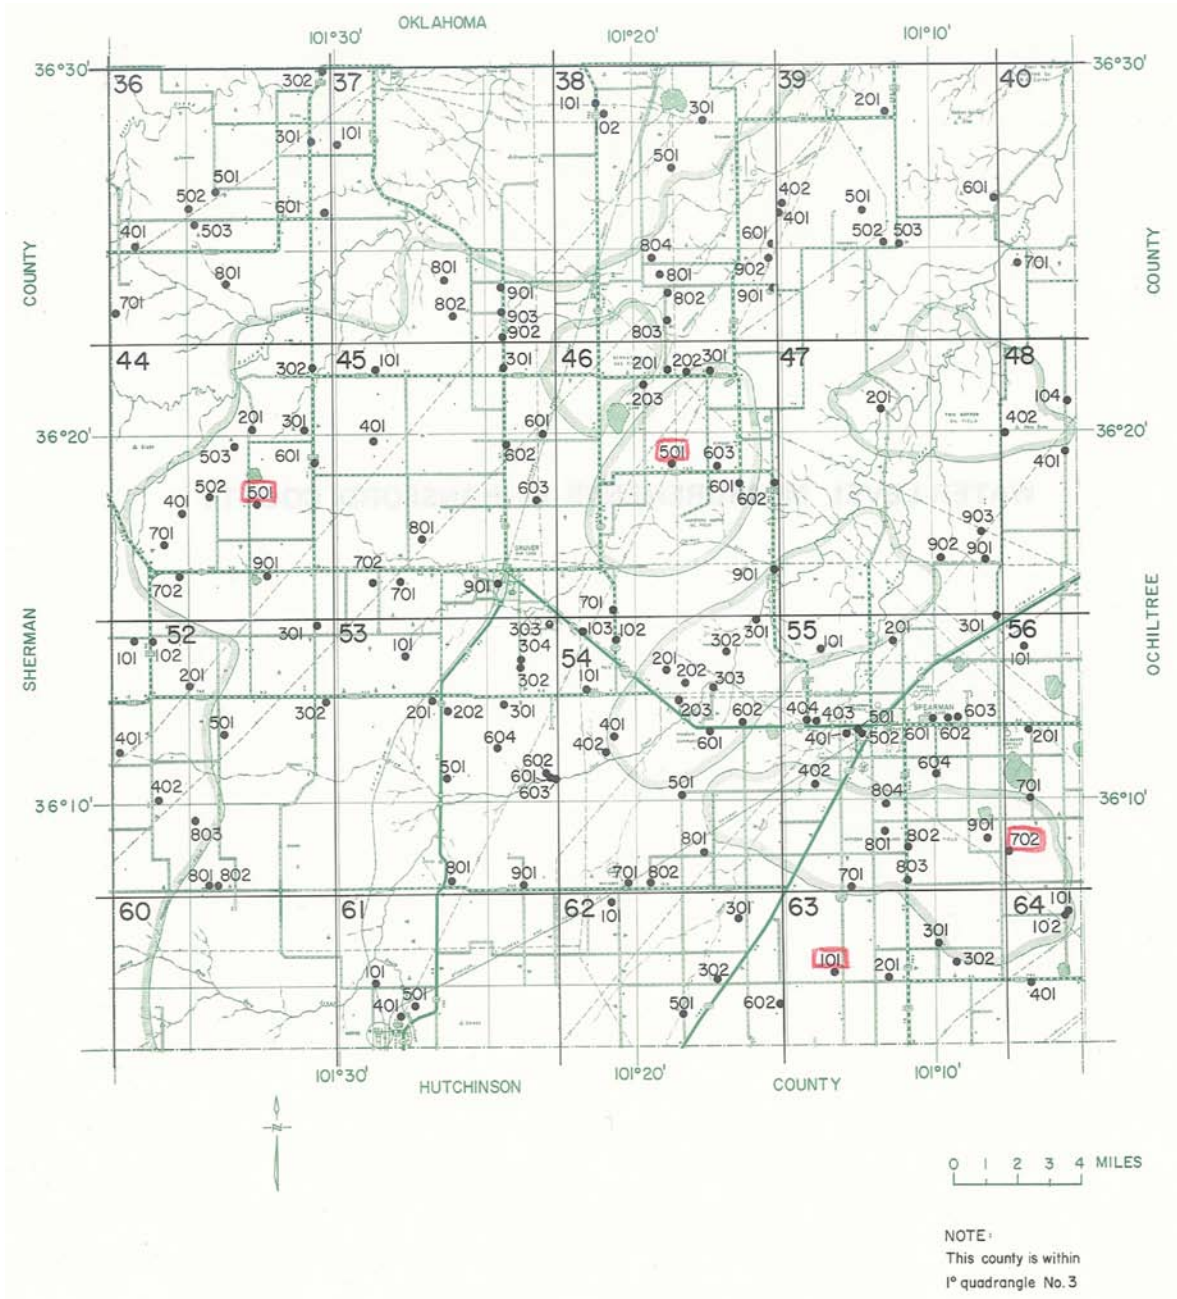 OKLAHOMA
101°30' 101°20' 101°10'
36°30' 36°30'
36 302 37 38 39 40
101 102 301 201
301 101
501 501
502 601 402 501 601
503 401
401 804 601 502 503
801 801 801 902 701
701 802 901 802 901
903 803
902
COUNTY COUNTY
44 302 45 101 301 46 201 202 301 47 48
203 201 104
201 301 401 601 402
36°20' 36°20'
503 601 602 501 603 401
502 501 603 601 602
401
701 801 903
702 901 702 701 901 GRUVER 901 902 901
701
SHERMAN OCHILTREE
52 301 53 303 103 102 301 55 201 301 56
101 102 101 304 54 302 101 101
201 302 101 201 202 303
302 201 202 301 203 602 404 403 501 SPEARMAN 603
501 401 601 401 502 601 602 201
401 604 402
602 604
402 501 601 501 402 804 701
603
36°10' 36°10'
803 801 801 802 901 702
801 802 801 901 701 802 701 803
60 61 62 101 301 63 64 101
102
101 302 101 201 301 302
401 501 501 602 401
101°30' 101°20' 101°10'
HUTCHINSON COUNTY
N
0 1 2 3 4 MILES
NOTE:
This county is within
1° quadrangle No. 3